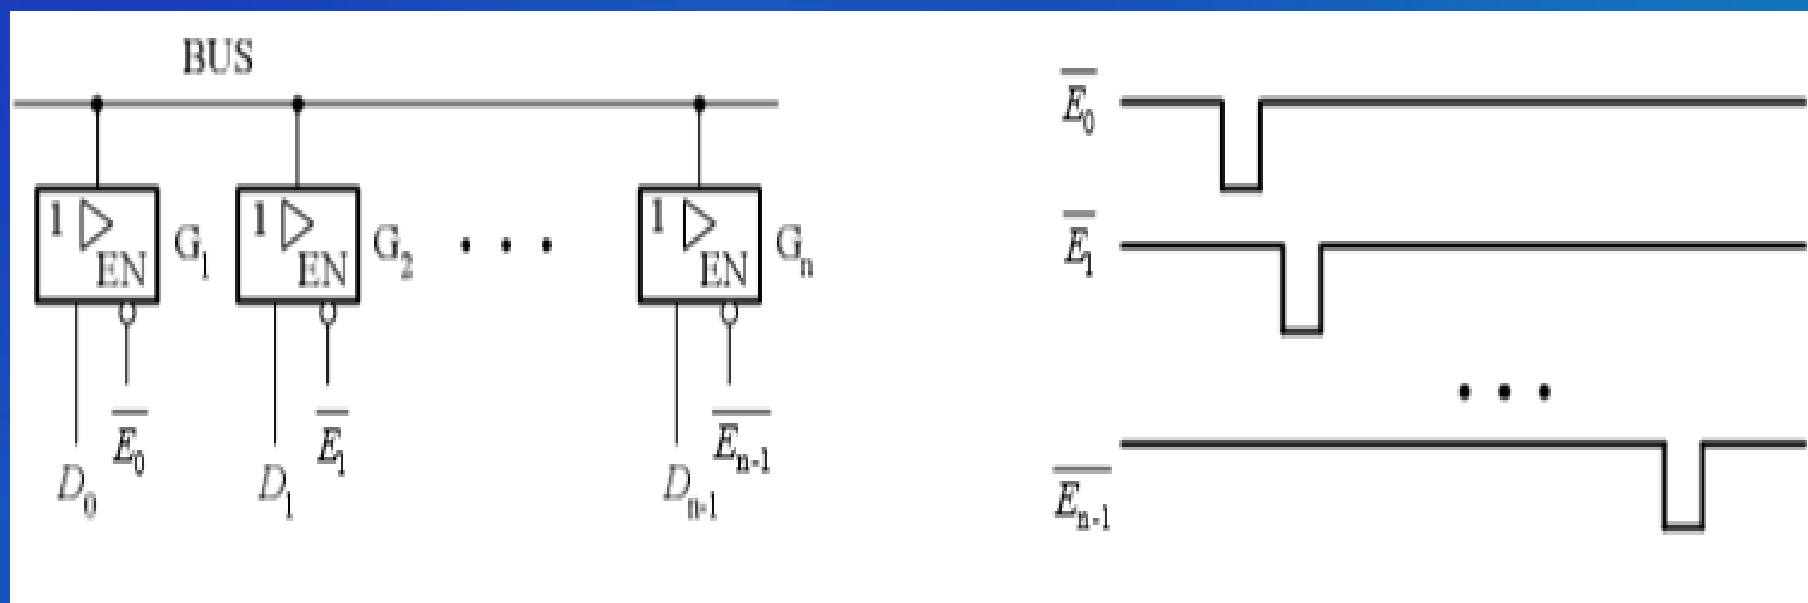 BUS
1 EN G₁
1 EN G₂ • • •
1 EN Gₙ
D₀ E̅₀
D₁ E̅₁
Dₙ₋₁ E̅ₙ₋₁
E̅₀
E̅₁
• • •
E̅ₙ₋₁